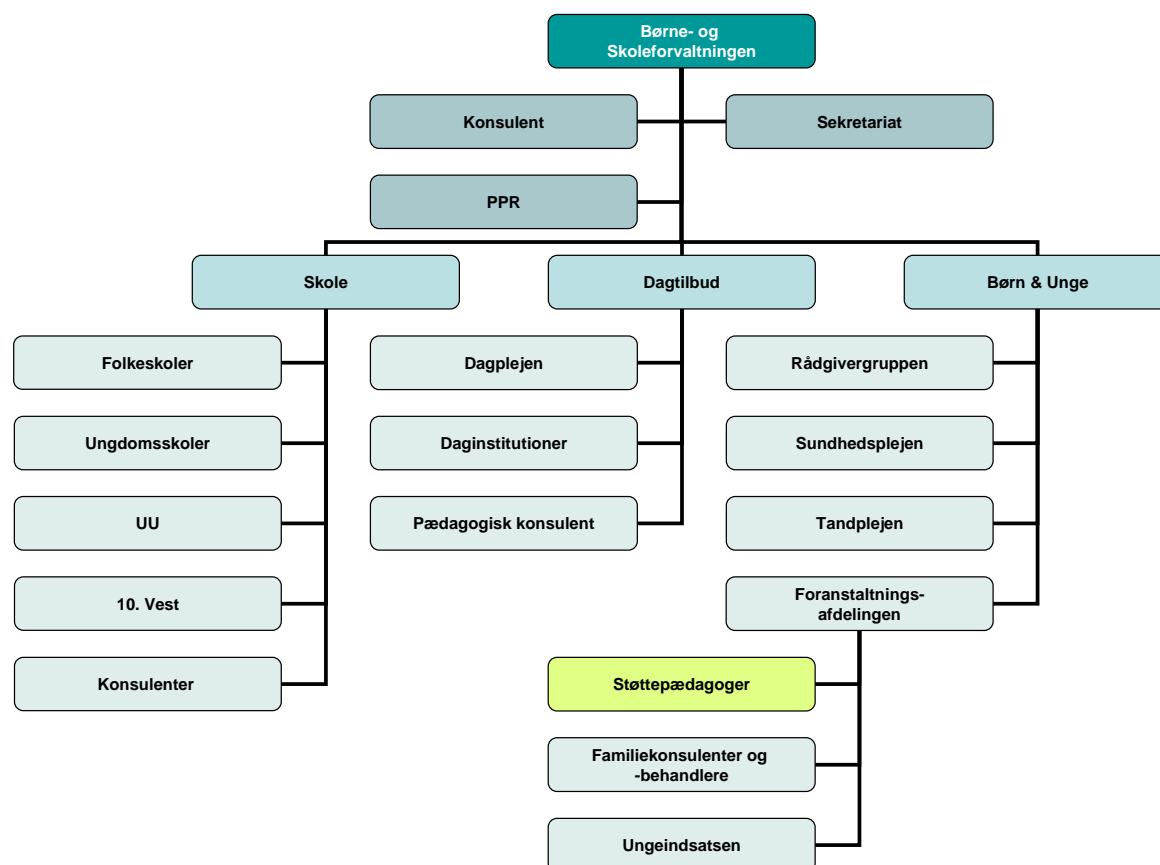 Børne- og
Skoleforvaltningen
Konsulent
Sekretariat
PPR
Skole
Dagtilbud
Børn & Unge
Folkeskoler
Dagplejen
Rådgivergruppen
Ungdomsskoler
Daginstitutioner
Sundhedsplejen
UU
Pædagogisk konsulent
Tandplejen
10. Vest
Foranstaltnings-
afdelingen
Konsulenter
Støttepædagoger
Familiekonsulenter og
-behandlere
Ungeindsatsen